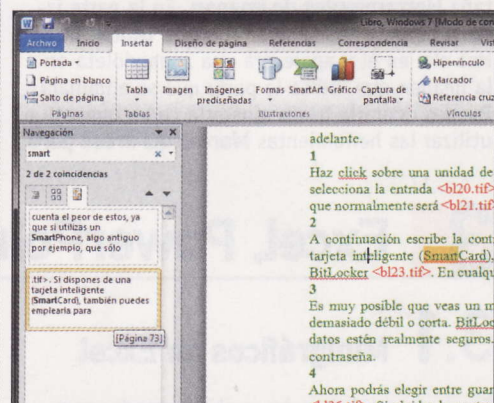 Libro, Windows 7 [Modo de con
Archivo Inicio Insertar Diseño de página Referencias Correspondencia Revisar Vis
Portada
Página en blanco
Salto de página
Páginas
Tabla
Tablas
Imagen Imágenes prediseñadas Formas SmartArt Gráfico Captura de pantalla
Ilustraciones
Hipervínculo
Marcador
Referencia cruz
Vínculos
Navegación
smart
2 de 2 coincidencias
cuenta el peor de estos, ya
que si utilizas un
SmartPhone, algo antiguo
por ejemplo, que sólo
.tif>. Si dispones de una
tarjeta inteligente
(SmartCard), también puedes
emplearla para
[Página 73]
adelante.
1
Haz click sobre una unidad de
selecciona la entrada <bl20.tif>
que normalmente será <bl21.tif>
2
A continuación escribe la cont
tarjeta inteligente (SmartCard),
BitLocker <bl23.tif>. En cualqu
3
Es muy posible que veas un m
demasiado débil o corta. BitLoc
datos estén realmente seguros.
contraseña.
4
Ahora podrás elegir entre guar